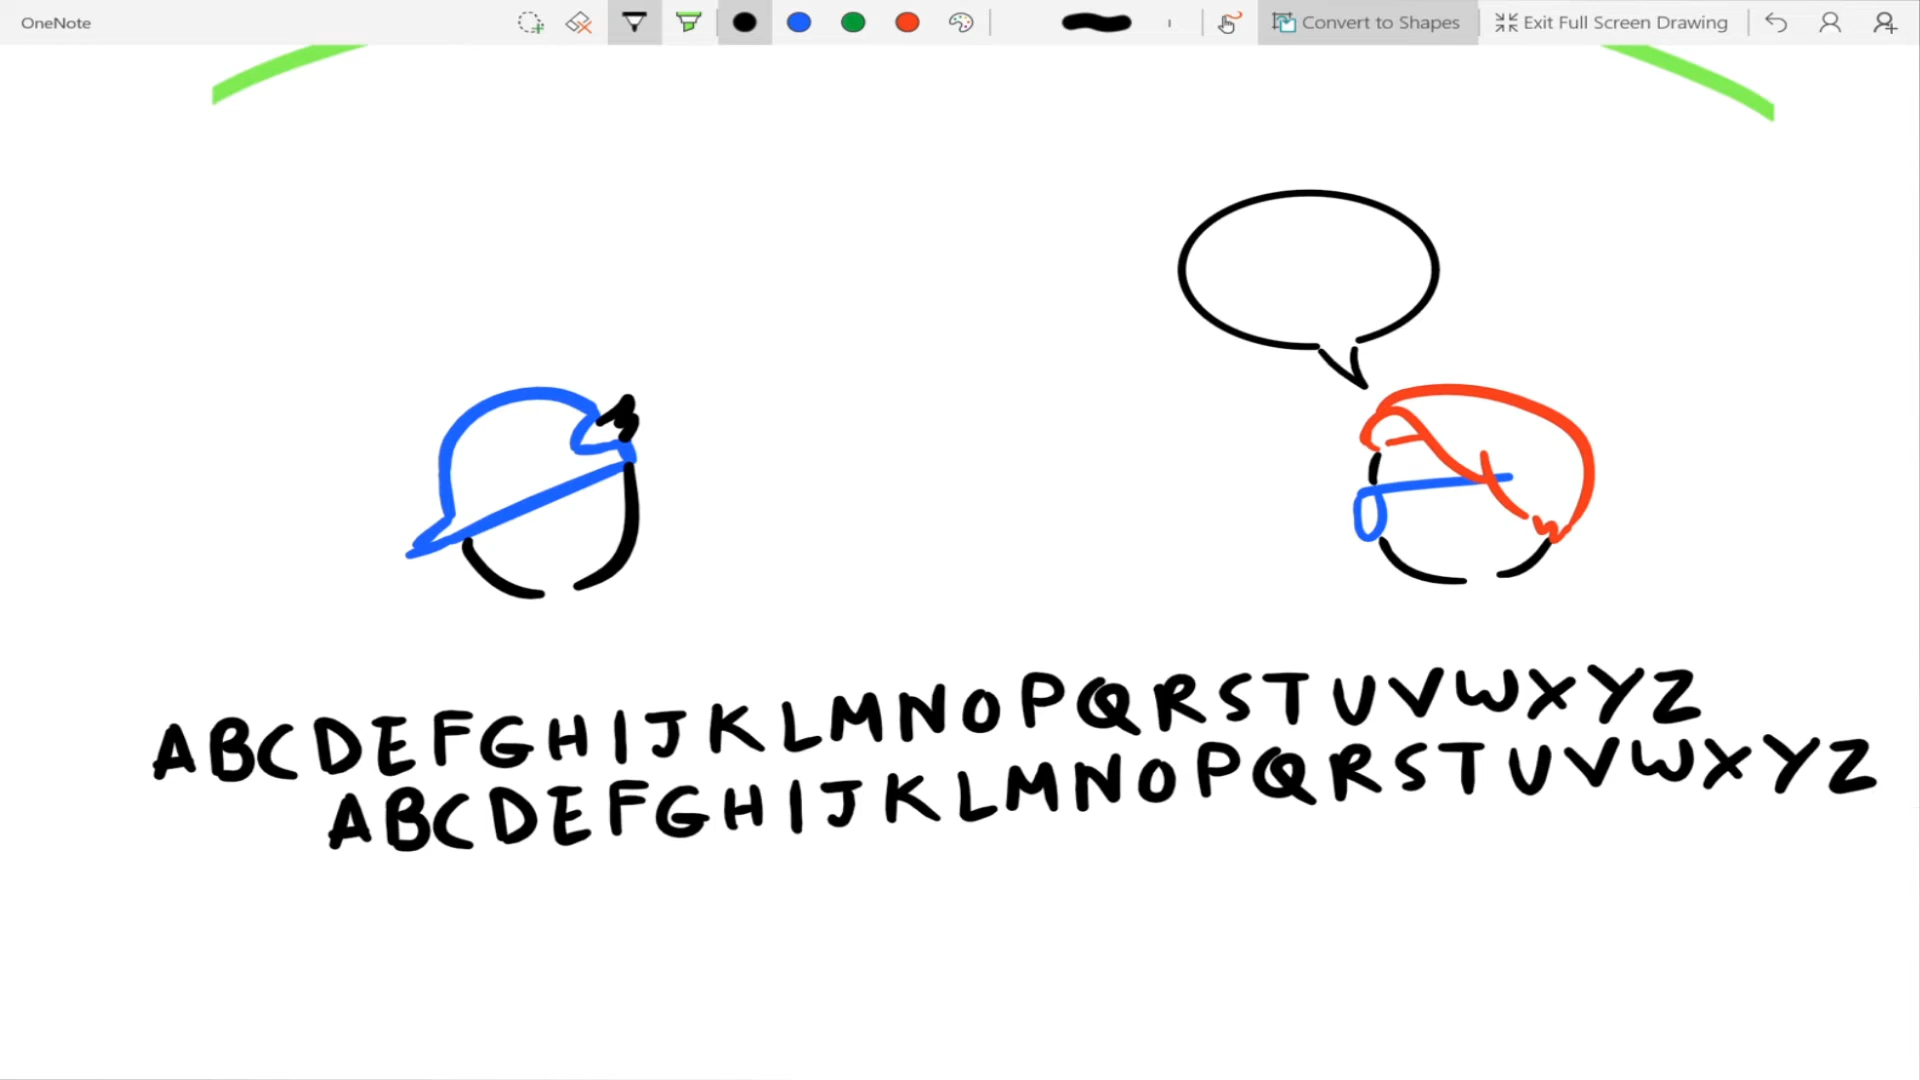 OneNote
Convert to Shapes
Exit Full Screen Drawing
ABCDEFGHIJKLMNOPQRSTUVWXYZ
ABCDEFGHIJKLMNOPQRSTUVWXYZ